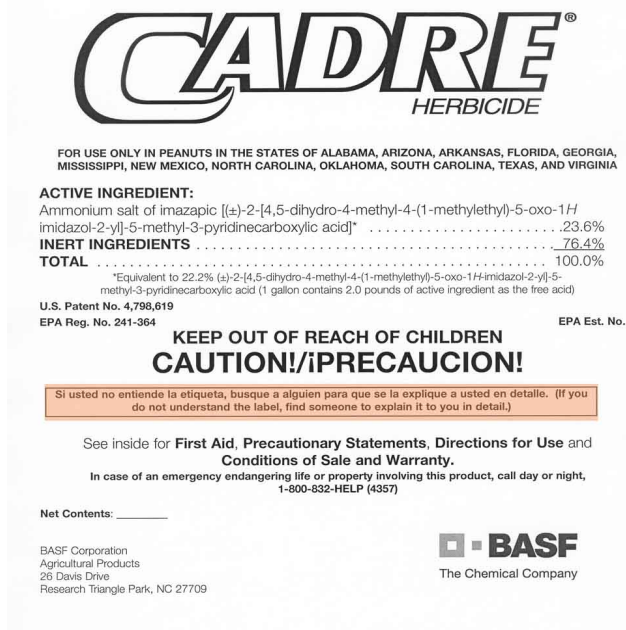 CADRE®
HERBICIDE
FOR USE ONLY IN PEANUTS IN THE STATES OF ALABAMA, ARIZONA, ARKANSAS, FLORIDA, GEORGIA,
MISSISSIPPI, NEW MEXICO, NORTH CAROLINA, OKLAHOMA, SOUTH CAROLINA, TEXAS, AND VIRGINIA
ACTIVE INGREDIENT:
Ammonium salt of imazapic [(±)-2-[4,5-dihydro-4-methyl-4-(1-methylethyl)-5-oxo-1H
imidazol-2-yl]-5-methyl-3-pyridinecarboxylic acid]* ....................23.6%
INERT INGREDIENTS ............................................. 76.4%
TOTAL ............................................................ 100.0%
*Equivalent to 22.2% (±)-2-[4,5-dihydro-4-methyl-4-(1-methylethyl)-5-oxo-1H-imidazol-2-yl]-5-
methyl-3-pyridinecarboxylic acid (1 gallon contains 2.0 pounds of active ingredient as the free acid)
U.S. Patent No. 4,798,619
EPA Reg. No. 241-364 EPA Est. No.
KEEP OUT OF REACH OF CHILDREN
CAUTION!/¡PRECAUCION!
Si usted no entiende la etiqueta, busque a alguien para que se la explique a usted en detalle. (If you
do not understand the label, find someone to explain it to you in detail.)
See inside for First Aid, Precautionary Statements, Directions for Use and
Conditions of Sale and Warranty.
In case of an emergency endangering life or property involving this product, call day or night,
1-800-832-HELP (4357)
Net Contents: ________
BASF Corporation
Agricultural Products
26 Davis Drive
Research Triangle Park, NC 27709
BASF
The Chemical Company